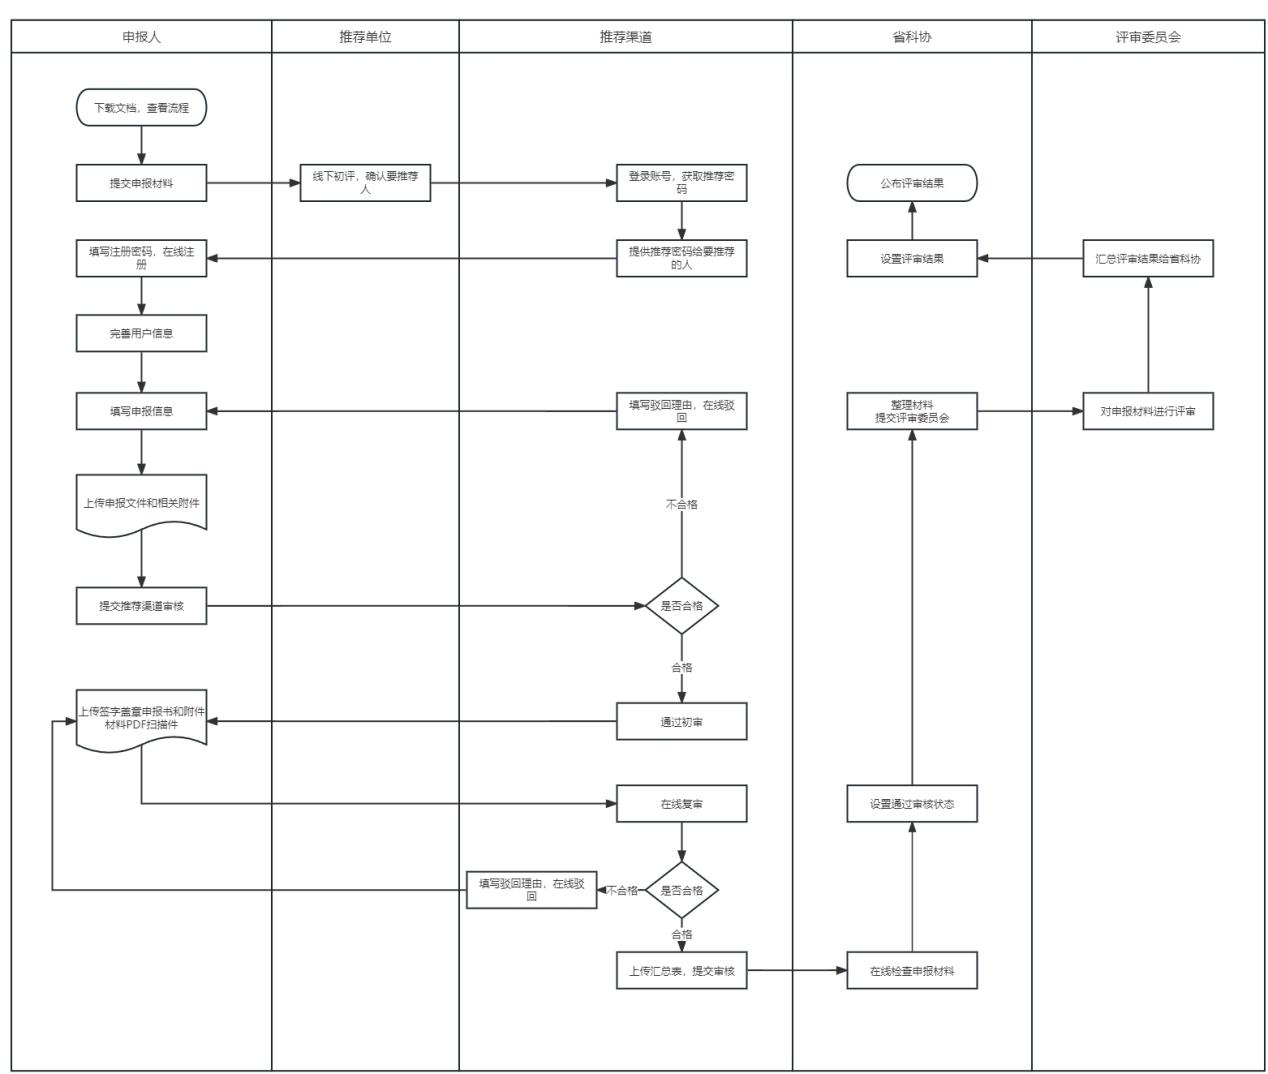 申报人
推荐单位
推荐渠道
省科协
评审委员会
下载文档，查看流程
提交申报材料
线下初评，确认要推荐
人
登录账号，获取推荐密
码
公布评审结果
填写注册密码，在线注
册
提供推荐密码给要推荐
的人
设置评审结果
汇总评审结果给省科协
完善用户信息
填写申报信息
填写驳回理由，在线驳
回
整理材料
提交评审委员会
对申报材料进行评审
上传申报文件和相关附件
不合格
提交推荐渠道审核
是否合格
合格
上传签字盖章申报书和附件
材料PDF扫描件
通过初审
在线复审
设置通过审核状态
填写驳回理由，在线驳
回
不合格
是否合格
合格
上传汇总表，提交审核
在线检查申报材料